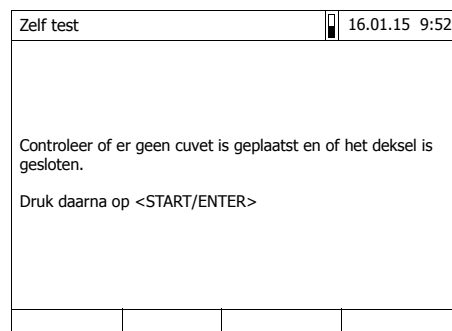 Zelf test
16.01.15 9:52
Controleer of er geen cuvet is geplaatst en of het deksel is
gesloten.
Druk daarna op <START/ENTER>